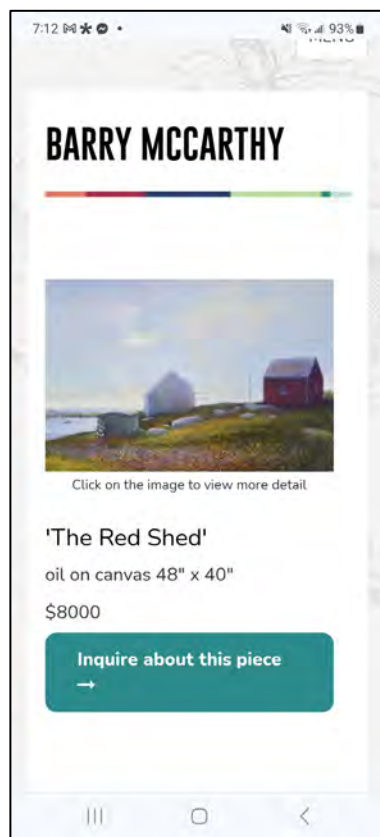 7:12
93%
MENU
BARRY MCCARTHY
Click on the image to view more detail
'The Red Shed'
oil on canvas 48" x 40"
$8000
Inquire about this piece
→